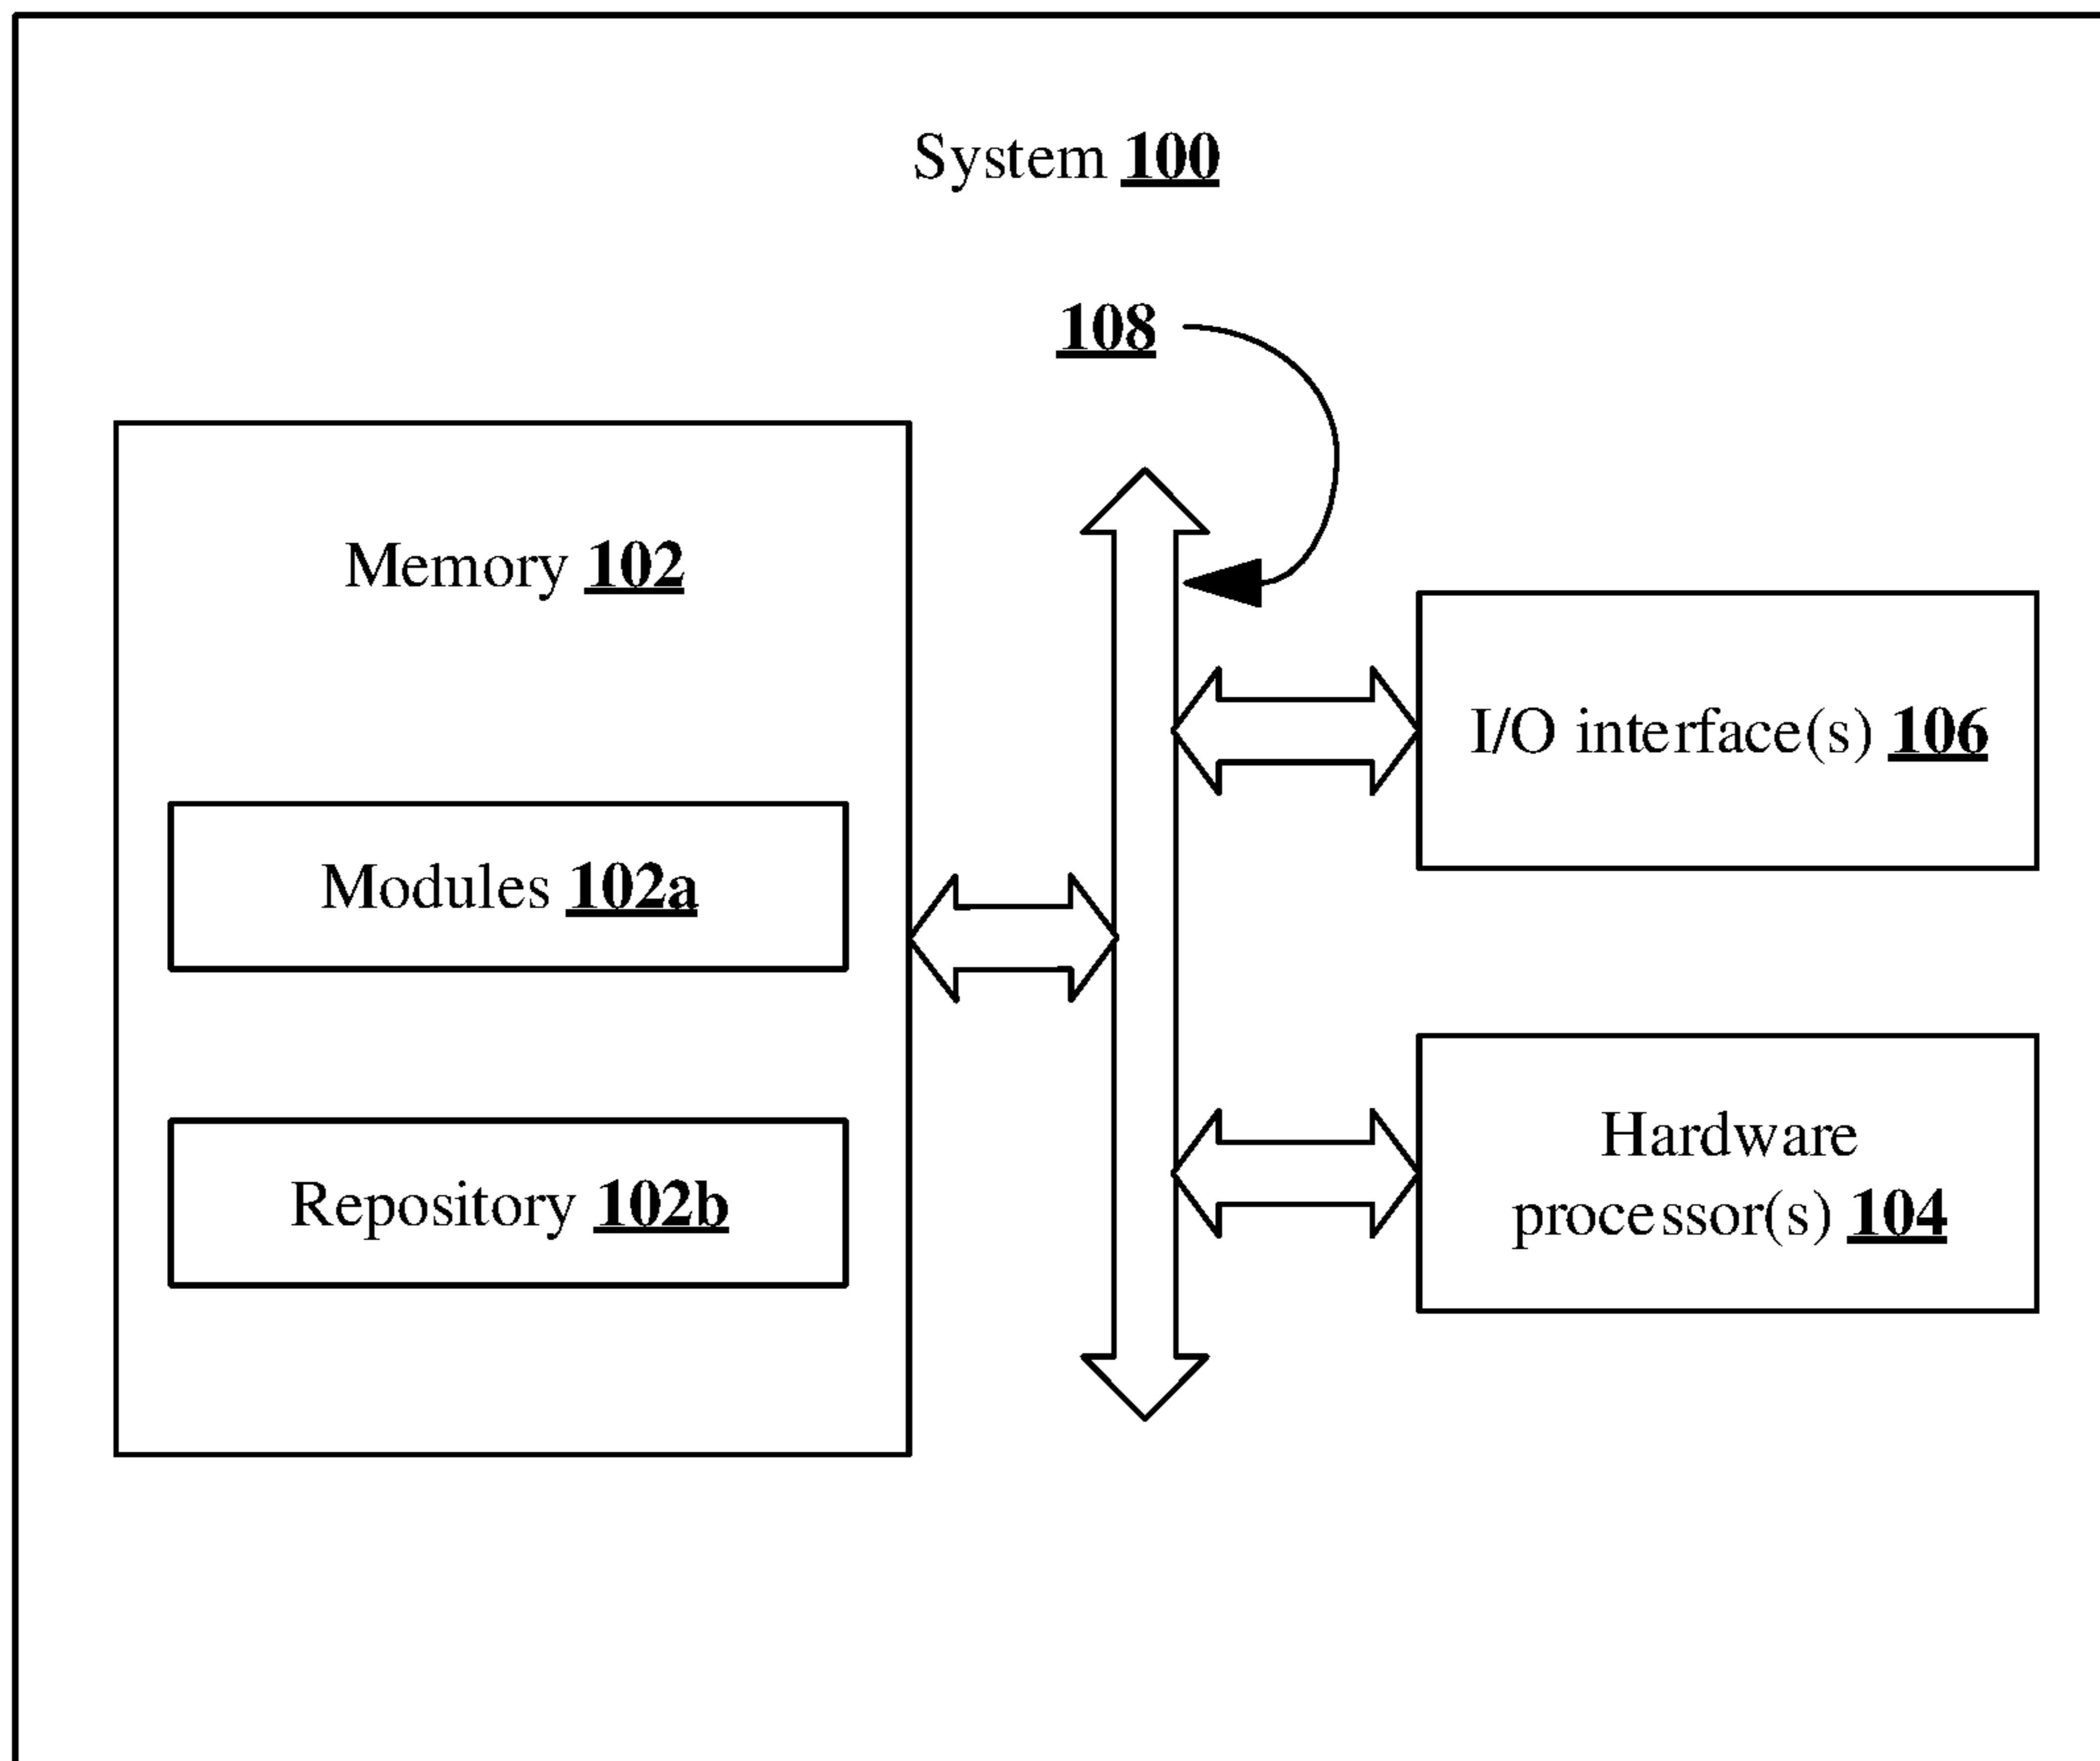 System 100
108
Memory 102
I/O interface(s) 106
Modules 102a
Hardware
processor(s) 104
Repository 102b